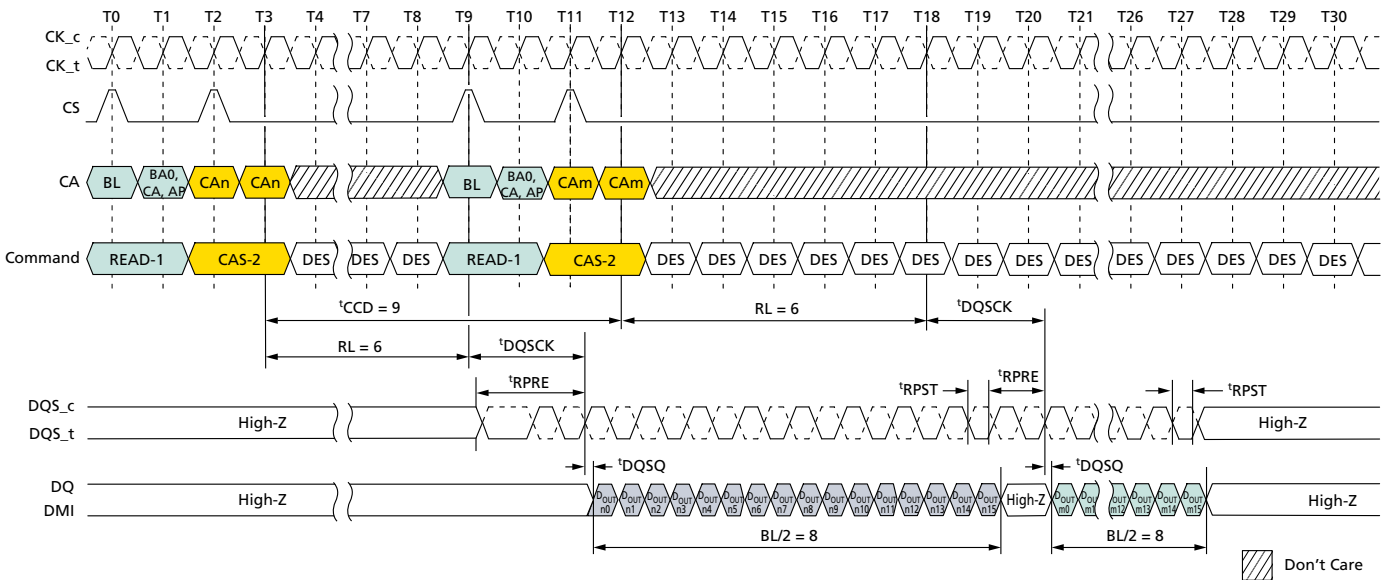 T0 T1 T2 T3 T4 T7 T8 T9 T10 T11 T12 T13 T14 T15 T16 T17 T18 T19 T20 T21 T26 T27 T28 T29 T30
CK_c
CK_t
CS
CA BL BA0, CA, AP CAn CAn BL BA0, CA, AP CAm CAm
Command READ-1 CAS-2 DES DES DES READ-1 CAS-2 DES DES DES DES DES DES DES DES DES DES DES DES DES DES
tCCD = 9 RL = 6 tDQSCK
RL = 6 tDQSCK
tRPRE tRPST tRPRE tRPST
DQS_c
DQS_t
High-Z High-Z
tDQSQ tDQSQ
DQ
DMI
High-Z DOUT n0 DOUT n1 DOUT n2 DOUT n3 DOUT n4 DOUT n5 DOUT n6 DOUT n7 DOUT n8 DOUT n9 DOUT n10 DOUT n11 DOUT n12 DOUT n13 DOUT n14 DOUT n15 High-Z DOUT m0 DOUT m1 DOUT m12 DOUT m13 DOUT m14 DOUT m15 High-Z
BL/2 = 8 BL/2 = 8
Don't Care